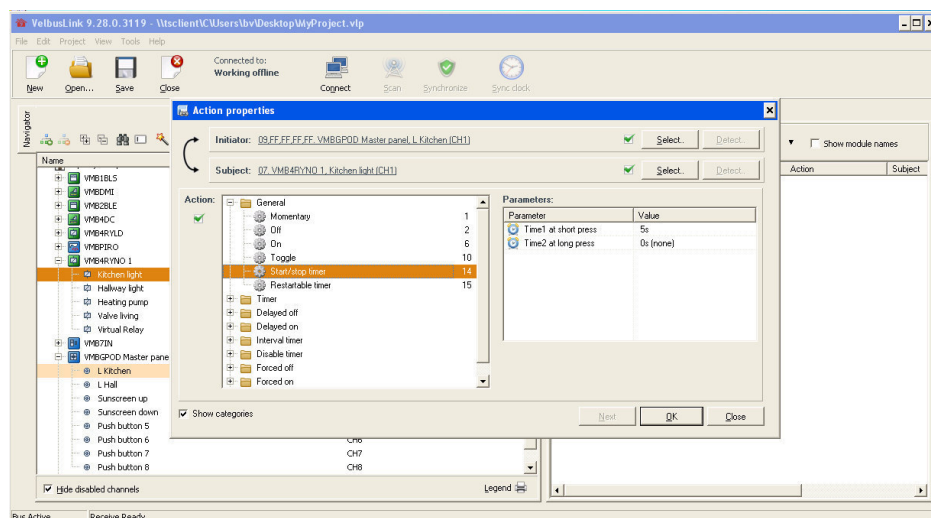 VelbusLink 9.28.0.3119 - \\tsclient\C\Users\bv\Desktop\MyProject.vlp
File Edit Project View Tools Help
New Open... Save Close
Connected to:
Working offline
Connect Scan Synchronize Sync clock
Navigator
Name
VMB1BLS
VMBDMI
VMB2BLE
VMB4DC
VMB4RYLD
VMBPIRO
VMB4RYNO 1
Kitchen light
Hallway light
Heating pump
Valve living
Virtual Relay
VMB7IN
VMBGPOD Master pane
L Kitchen
L Hall
Sunscreen up
Sunscreen down
Push button 5
Push button 6 CH6
Push button 7 CH7
Push button 8 CH8
Hide disabled channels Legend
Action properties
Initiator: 09,FF,FF,FF,FF. VMBGPOD Master panel, L Kitchen (CH1) Select.. Detect..
Subject: 07. VMB4RYNO 1, Kitchen light (CH1) Select.. Detect..
Action:
General
Momentary 1
Off 2
On 6
Toggle 10
Start/stop timer 14
Restartable timer 15
Timer
Delayed off
Delayed on
Interval timer
Disable timer
Forced off
Forced on
Parameters:
Parameter Value
Time1 at short press 5s
Time2 at long press 0s (none)
Show categories
Next OK Close
Show module names
Action Subject
Bus Active Receive Ready